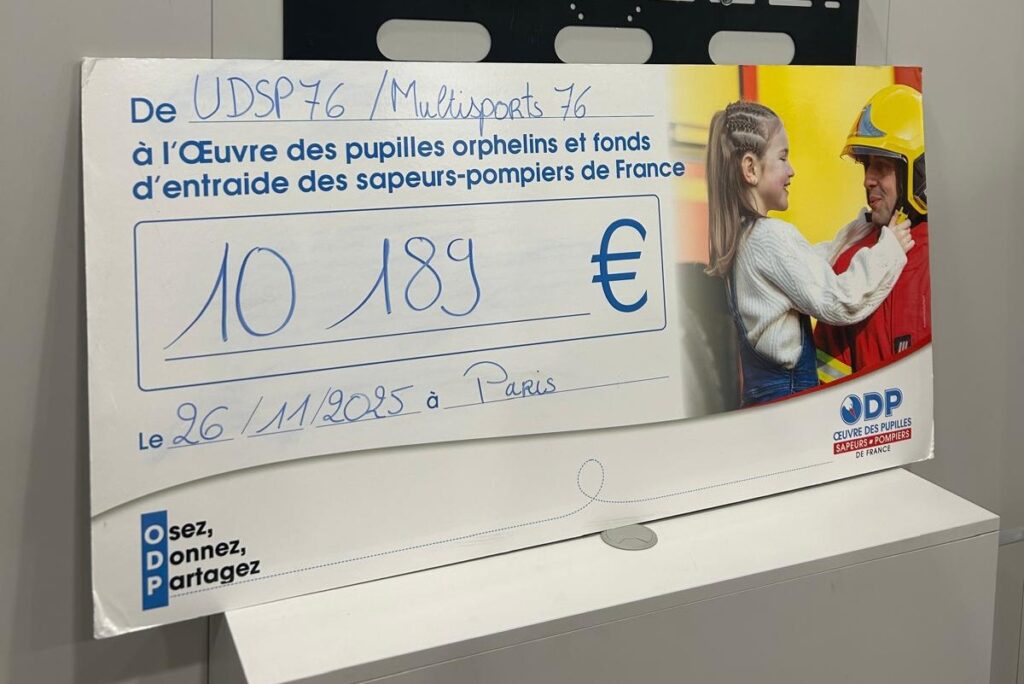 De UDSP76 / Multisports 76
à l'Œuvre des pupilles orphelins et fonds
d'entraide des sapeurs-pompiers de France
10 189 €
Le 26/11/2025 à Paris
ODP
ŒUVRE DES PUPILLES
SAPEURS-POMPIERS
DE FRANCE
Osez,
Donnez,
Partagez